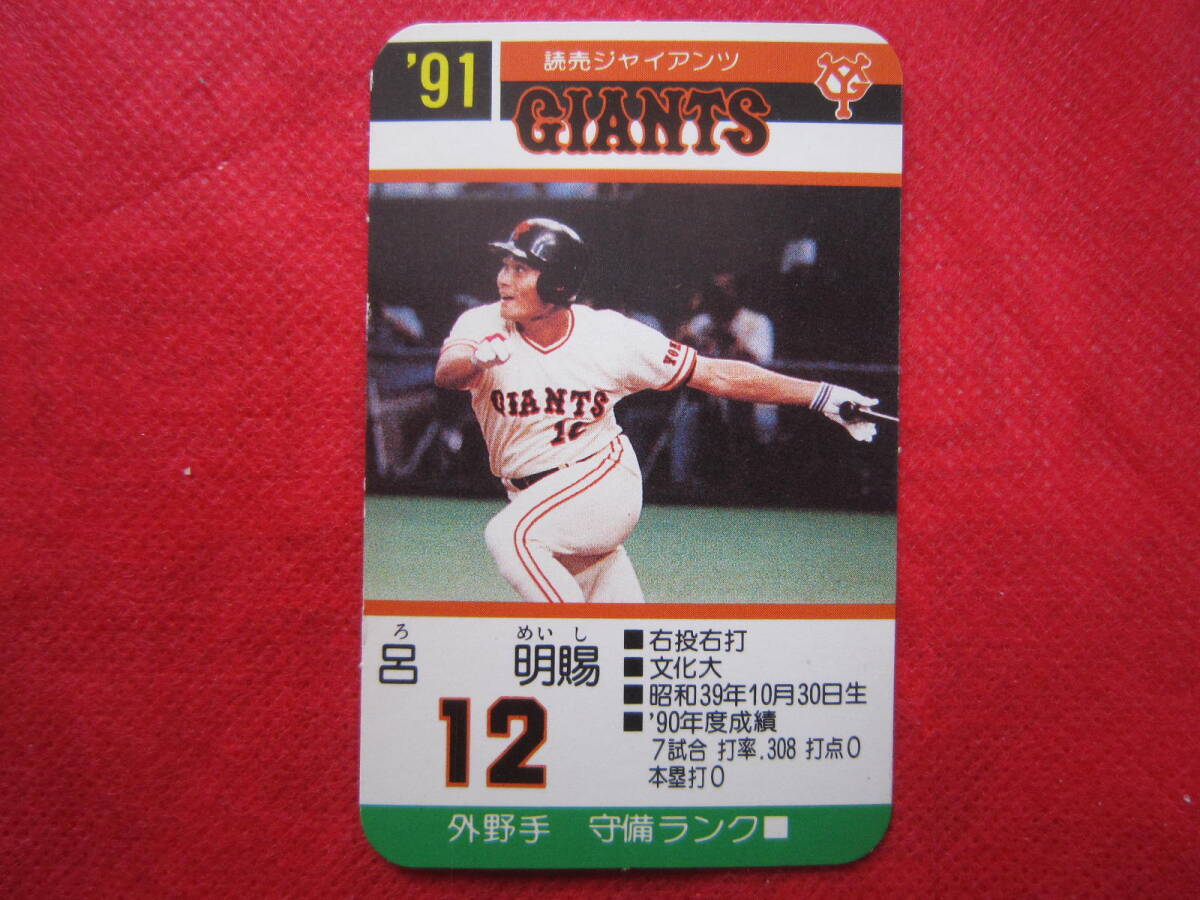 '91
読売ジャイアンツ
GIANTS
GIANTS
ろ めいし
呂 明賜
12
■右投右打
■文化大
■昭和39年10月30日生
■'90年度成績
7試合 打率.308 打点0
本塁打0
外野手 守備ランク■